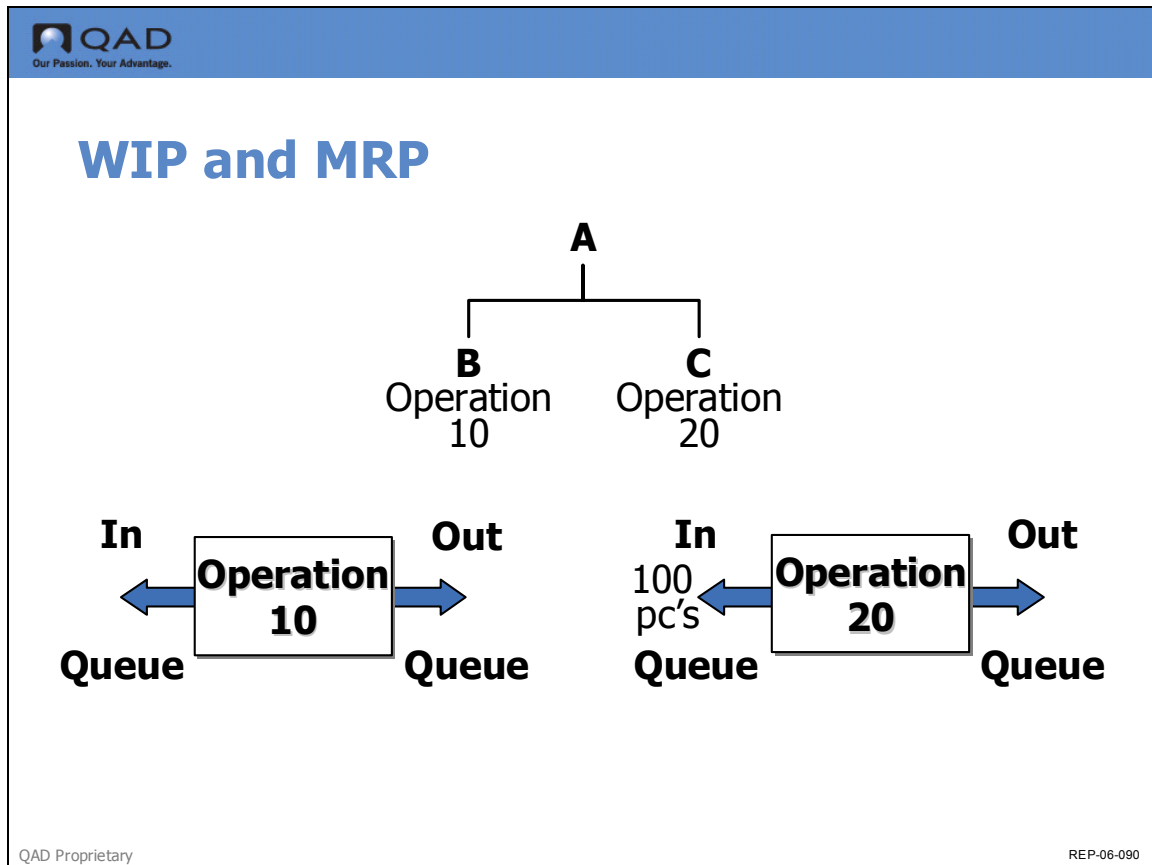 QAD
Our Passion. Your Advantage.
WIP and MRP
A
B
Operation
10
C
Operation
20
In
Out
Operation
10
Queue
Queue
In
Out
100
pc's
Operation
20
Queue
Queue
QAD Proprietary
REP-06-090